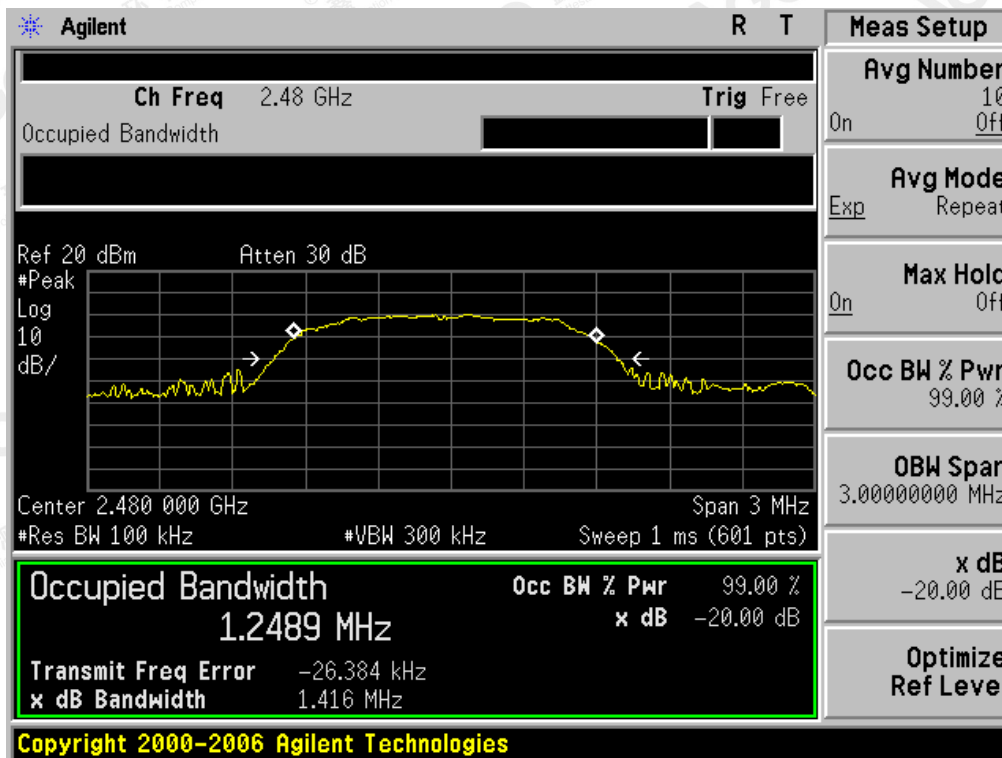 Agilent R T
Meas Setup
Ch Freq 2.48 GHz Trig Free
Occupied Bandwidth
Avg Number
10
On Off
Avg Mode
Exp Repeat
Ref 20 dBm Atten 30 dB
#Peak
Log
10
dB/
Max Hold
On Off
Occ BW % Pwr
99.00 %
OBW Span
3.00000000 MHz
Center 2.480 000 GHz Span 3 MHz
#Res BW 100 kHz #VBW 300 kHz Sweep 1 ms (601 pts)
x dB
-20.00 dB
Occupied Bandwidth Occ BW % Pwr 99.00 %
1.2489 MHz x dB -20.00 dB
Transmit Freq Error -26.384 kHz
x dB Bandwidth 1.416 MHz
Optimize
Ref Level
Copyright 2000-2006 Agilent Technologies